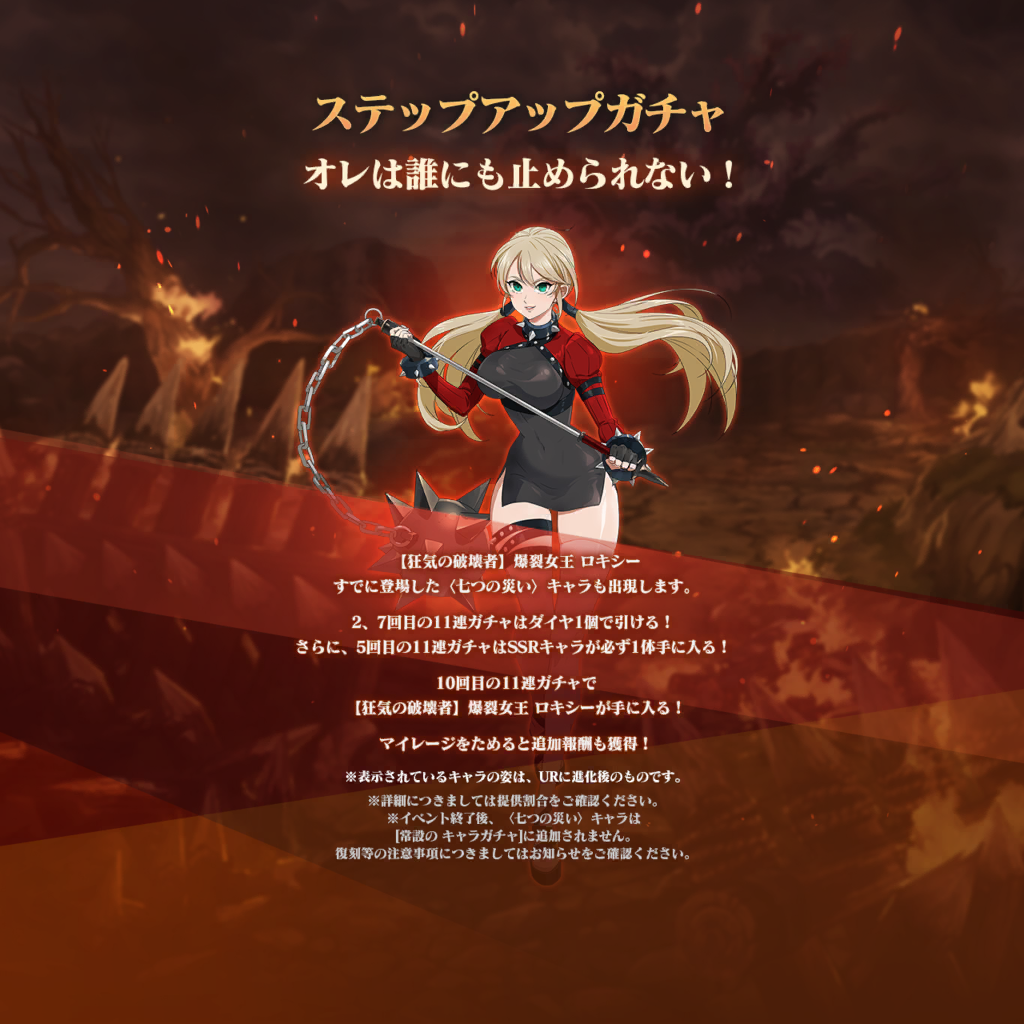 ステップアップガチャ
オレは誰にも止められない！
【狂気の破壊者】爆裂女王 ロキシー
すでに登場した〈七つの災い〉キャラも出現します。
2、7回目の11連ガチャはダイヤ1個で引ける！
さらに、5回目の11連ガチャはSSRキャラが必ず1体手に入る！
10回目の11連ガチャで
【狂気の破壊者】爆裂女王 ロキシーが手に入る！
マイレージをためると追加報酬も獲得！
※表示されているキャラの姿は、URに進化後のものです。
※詳細につきましては提供割合をご確認ください。
※イベント終了後、〈七つの災い〉キャラは
[常設の キャラガチャ]に追加されません。
復刻等の注意事項につきましてはお知らせをご確認ください。